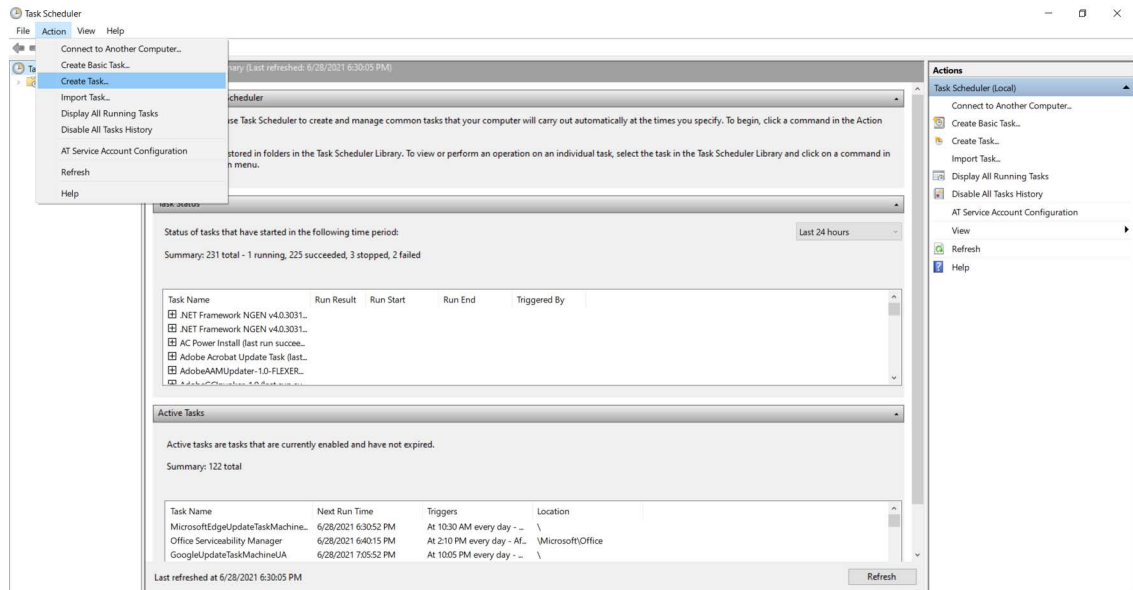 Task Scheduler
File Action View Help
Connect to Another Computer...
Create Basic Task...
Create Task...
Import Task...
Display All Running Tasks
Disable All Tasks History
AT Service Account Configuration
Refresh
Help
Ta
(Last refreshed: 6/28/2021 6:30:05 PM)
Scheduler
use Task Scheduler to create and manage common tasks that your computer will carry out automatically at the times you specify. To begin, click a command in the Action
stored in folders in the Task Scheduler Library. To view or perform an operation on an individual task, select the task in the Task Scheduler Library and click on a command in
n menu.
Task Status
Status of tasks that have started in the following time period:
Last 24 hours
Summary: 231 total - 1 running, 225 succeeded, 3 stopped, 2 failed
Task Name Run Result Run Start Run End Triggered By
.NET Framework NGEN v4.0.3031...
.NET Framework NGEN v4.0.3031...
AC Power Install (last run succee...
Adobe Acrobat Update Task (last...
AdobeAAMUpdater-1.0-FLEXER...
Active Tasks
Active tasks are tasks that are currently enabled and have not expired.
Summary: 122 total
Task Name Next Run Time Triggers Location
MicrosoftEdgeUpdateTaskMachine... 6/28/2021 6:30:52 PM At 10:30 AM every day - ... \
Office Serviceability Manager 6/28/2021 6:40:15 PM At 2:10 PM every day - Af... \Microsoft\Office
GoogleUpdateTaskMachineUA 6/28/2021 7:05:52 PM At 10:05 PM every day - ... \
Last refreshed at 6/28/2021 6:30:05 PM
Refresh
Actions
Task Scheduler (Local)
Connect to Another Computer...
Create Basic Task...
Create Task...
Import Task...
Display All Running Tasks
Disable All Tasks History
AT Service Account Configuration
View
Refresh
Help